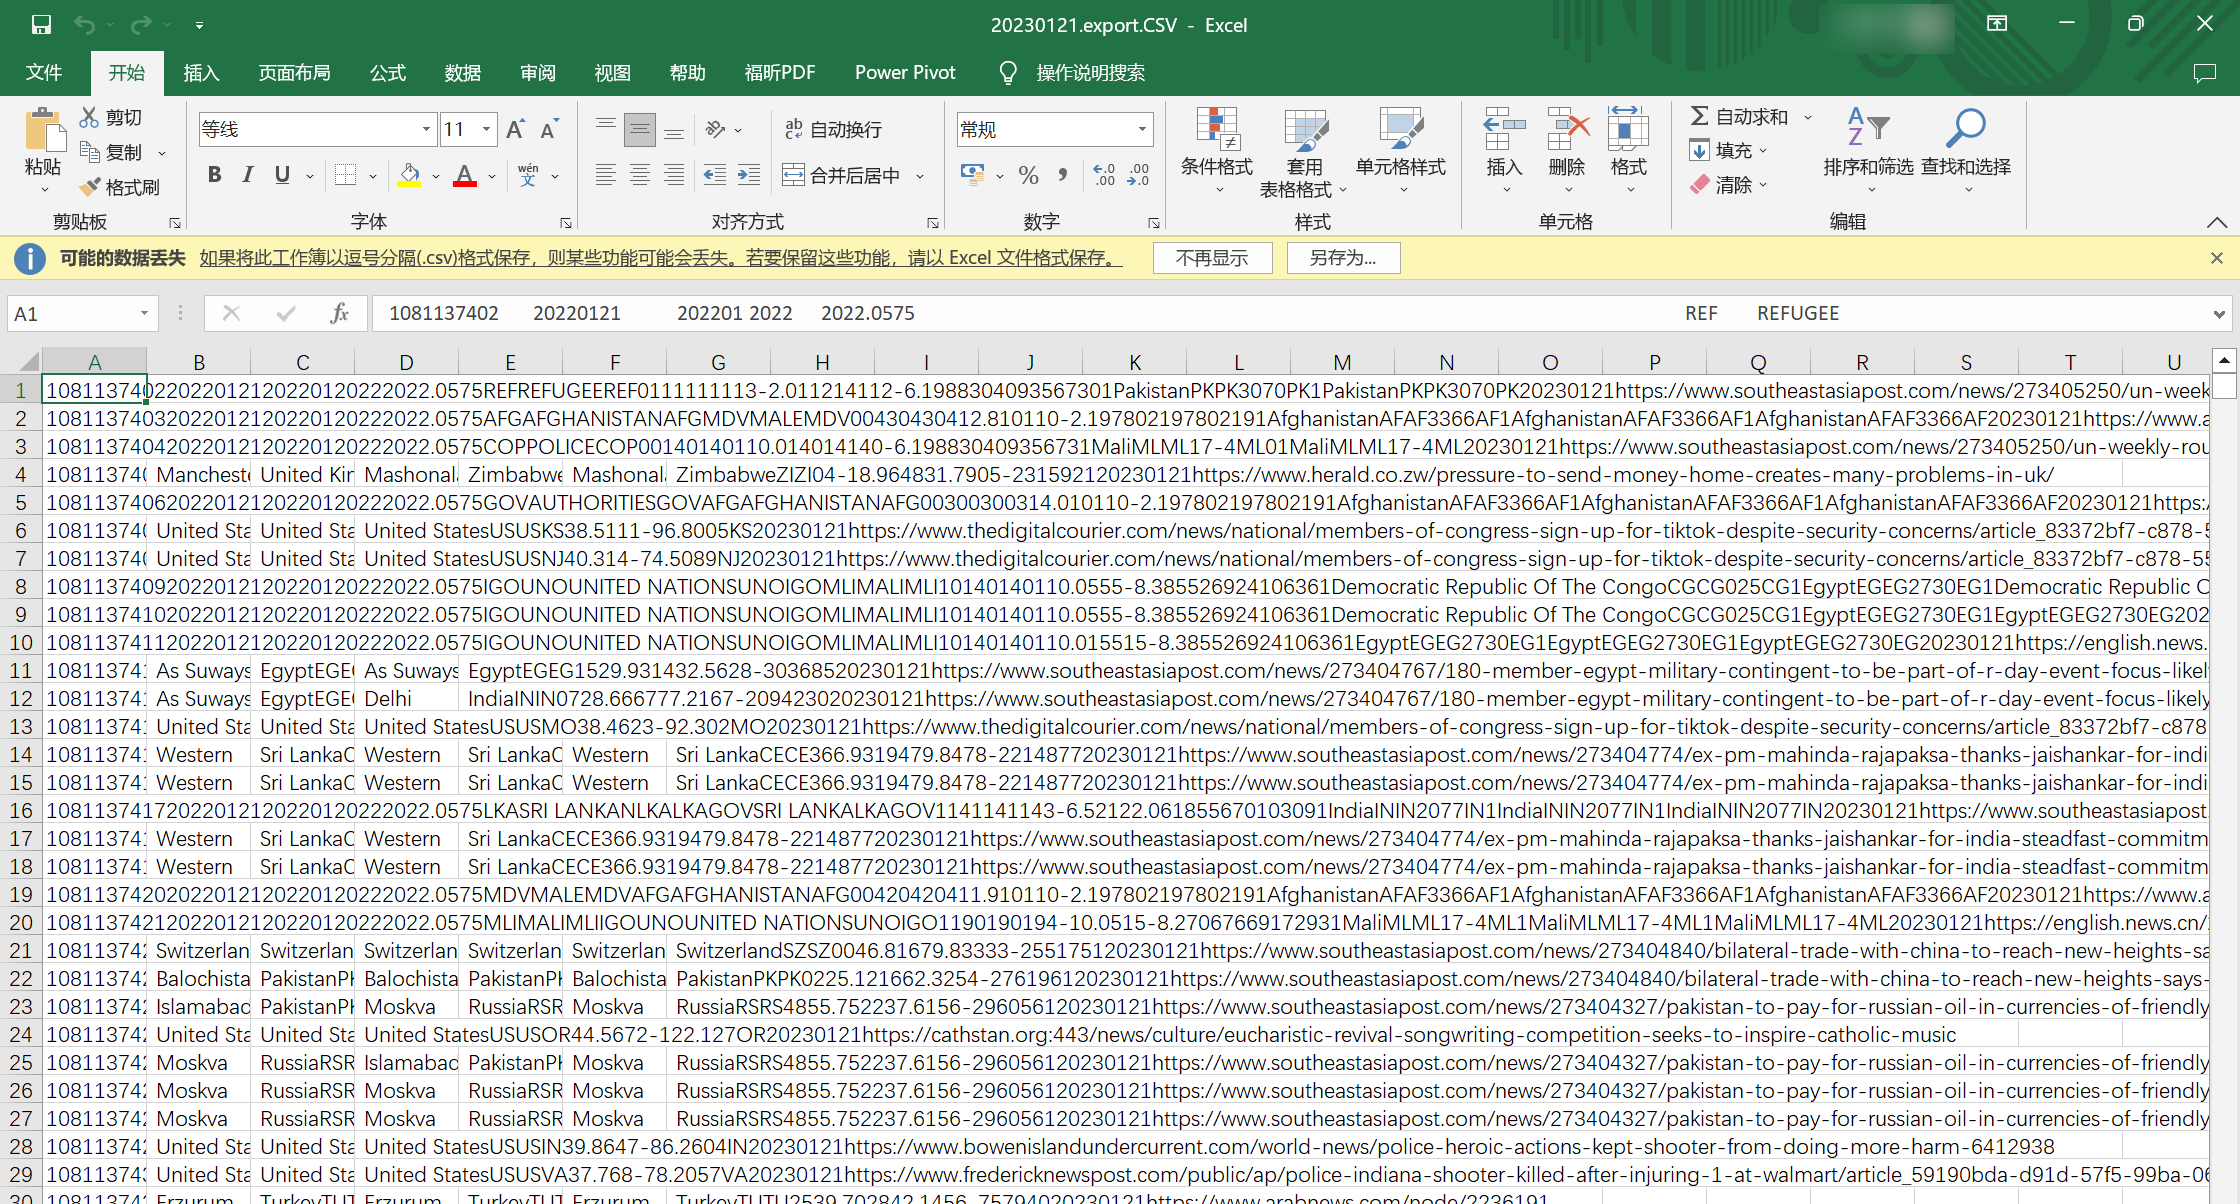 20230121.export.CSV - Excel
文件 开始 插入 页面布局 公式 数据 审阅 视图 帮助 福昕PDF Power Pivot 操作说明搜索
粘贴 剪切 复制 格式刷 剪贴板
等线 11 B I U A wén 文 字体
ab 自动换行 合并后居中 对齐方式
常规 % 数字
条件格式 套用 表格格式 单元格样式 样式
插入 删除 格式 单元格
自动求和 填充 清除 排序和筛选 查找和选择 编辑
可能的数据丢失 如果将此工作簿以逗号分隔(.csv)格式保存，则某些功能可能会丢失。若要保留这些功能，请以 Excel 文件格式保存。 不再显示 另存为...
A1 fx 1081137402 20220121 202201 2022 2022.0575 REF REFUGEE
A B C D E F G H I J K L M N O P Q R S T U
1 10811374022022012120220120222022.0575REFREFUGEEREF0111111113-2.011214112-6.1988304093567301PakistanPKPK3070PK1PakistanPKPK3070PK20230121https://www.southeastasiapost.com/news/273405250/un-week
2 10811374032022012120220120222022.0575AFGAFGHANISTANAFGMDVMALEMDV00430430412.810110-2.197802197802191AfghanistanAFAF3366AF1AfghanistanAFAF3366AF1AfghanistanAFAF3366AF20230121https://www.a
3 10811374042022012120220120222022.0575COPPOLICECOP00140140110.014014140-6.198830409356731MaliMLML17-4ML01MaliMLML17-4ML20230121https://www.southeastasiapost.com/news/273405250/un-weekly-rou
4 108113740 Mancheste United Kin Mashonal Zimbabwe Mashonal ZimbabweZIZI04-18.964831.7905-231592120230121https://www.herald.co.zw/pressure-to-send-money-home-creates-many-problems-in-uk/
5 10811374062022012120220120222022.0575GOVAUTHORITIESGOVAFGAFGHANISTANAFG00300300314.010110-2.197802197802191AfghanistanAFAF3366AF1AfghanistanAFAF3366AF1AfghanistanAFAF3366AF20230121https:/
6 108113740 United Sta United Sta United StatesUSUSKS38.5111-96.8005KS20230121https://www.thedigitalcourier.com/news/national/members-of-congress-sign-up-for-tiktok-despite-security-concerns/article_83372bf7-c878-5
7 108113740 United Sta United Sta United StatesUSUSNJ40.314-74.5089NJ20230121https://www.thedigitalcourier.com/news/national/members-of-congress-sign-up-for-tiktok-despite-security-concerns/article_83372bf7-c878-55
8 10811374092022012120220120222022.0575IGOUNOUNITED NATIONSUNOIGOMLIMALIMLI10140140110.0555-8.385526924106361Democratic Republic Of The CongoCGCG025CG1EgyptEGEG2730EG1Democratic Republic O
9 10811374102022012120220120222022.0575IGOUNOUNITED NATIONSUNOIGOMLIMALIMLI10140140110.0555-8.385526924106361Democratic Republic Of The CongoCGCG025CG1EgyptEGEG2730EG1EgyptEGEG2730EG202
10 10811374112022012120220120222022.0575IGOUNOUNITED NATIONSUNOIGOMLIMALIMLI10140140110.015515-8.385526924106361EgyptEGEG2730EG1EgyptEGEG2730EG1EgyptEGEG2730EG20230121https://english.news.
11 108113741 As Suways EgyptEGE As Suways EgyptEGEG1529.931432.5628-30368520230121https://www.southeastasiapost.com/news/273404767/180-member-egypt-military-contingent-to-be-part-of-r-day-event-focus-likel
12 108113741 As Suways EgyptEGE Delhi IndiaININ0728.666777.2167-209423020230121https://www.southeastasiapost.com/news/273404767/180-member-egypt-military-contingent-to-be-part-of-r-day-event-focus-likely
13 108113741 United Sta United Sta United StatesUSUSMO38.4623-92.302MO20230121https://www.thedigitalcourier.com/news/national/members-of-congress-sign-up-for-tiktok-despite-security-concerns/article_83372bf7-c878
14 108113741 Western Sri LankaC Western Sri LankaC Western Sri LankaCECE366.9319479.8478-221487720230121https://www.southeastasiapost.com/news/273404774/ex-pm-mahinda-rajapaksa-thanks-jaishankar-for-indi
15 108113741 Western Sri LankaC Western Sri LankaC Western Sri LankaCECE366.9319479.8478-221487720230121https://www.southeastasiapost.com/news/273404774/ex-pm-mahinda-rajapaksa-thanks-jaishankar-for-indi
16 10811374172022012120220120222022.0575LKASRI LANKANLKALKAGOVSRI LANKALKAGOV1141141143-6.52122.061855670103091IndiaININ2077IN1IndiaININ2077IN1IndiaININ2077IN20230121https://www.southeastasiapost.
17 108113741 Western Sri LankaC Western Sri LankaCECE366.9319479.8478-221487720230121https://www.southeastasiapost.com/news/273404774/ex-pm-mahinda-rajapaksa-thanks-jaishankar-for-india-steadfast-commitm
18 108113741 Western Sri LankaC Western Sri LankaCECE366.9319479.8478-221487720230121https://www.southeastasiapost.com/news/273404774/ex-pm-mahinda-rajapaksa-thanks-jaishankar-for-india-steadfast-commitm
19 10811374202022012120220120222022.0575MDVMALEMDVAFGAFGHANISTANAFG00420420411.910110-2.197802197802191AfghanistanAFAF3366AF1AfghanistanAFAF3366AF1AfghanistanAFAF3366AF20230121https://www.a
20 10811374212022012120220120222022.0575MLIMALIMLIIGOUNOUNITED NATIONSUNOIGO1190190194-10.0515-8.27067669172931MaliMLML17-4ML1MaliMLML17-4ML1MaliMLML17-4ML20230121https://english.news.cn/
21 108113742 Switzerlan Switzerlan Switzerlan Switzerlan Switzerlan SwitzerlandSZSZ0046.81679.83333-255175120230121https://www.southeastasiapost.com/news/273404840/bilateral-trade-with-china-to-reach-new-heights-sa
22 108113742 Balochista PakistanPK Balochista PakistanPK Balochista PakistanPKPK0225.121662.3254-276196120230121https://www.southeastasiapost.com/news/273404840/bilateral-trade-with-china-to-reach-new-heights-says-
23 108113742 Islamabad PakistanPK Moskva RussiaRSR Moskva RussiaRSRS4855.752237.6156-296056120230121https://www.southeastasiapost.com/news/273404327/pakistan-to-pay-for-russian-oil-in-currencies-of-friendly
24 108113742 United Sta United Sta United StatesUSUSOR44.5672-122.127OR20230121https://cathstan.org:443/news/culture/eucharistic-revival-songwriting-competition-seeks-to-inspire-catholic-music
25 108113742 Moskva RussiaRSR Islamabad PakistanPK Moskva RussiaRSRS4855.752237.6156-296056120230121https://www.southeastasiapost.com/news/273404327/pakistan-to-pay-for-russian-oil-in-currencies-of-friendly
26 108113742 Moskva RussiaRSR Moskva RussiaRSR Moskva RussiaRSRS4855.752237.6156-296056120230121https://www.southeastasiapost.com/news/273404327/pakistan-to-pay-for-russian-oil-in-currencies-of-friendly
27 108113742 Moskva RussiaRSR Moskva RussiaRSR Moskva RussiaRSRS4855.752237.6156-296056120230121https://www.southeastasiapost.com/news/273404327/pakistan-to-pay-for-russian-oil-in-currencies-of-friendly
28 108113742 United Sta United Sta United StatesUSUSIN39.8647-86.2604IN20230121https://www.bowenislandundercurrent.com/world-news/police-heroic-actions-kept-shooter-from-doing-more-harm-6412938
29 108113743 United Sta United Sta United StatesUSUSVA37.768-78.2057VA20230121https://www.fredericknewspost.com/public/ap/police-indiana-shooter-killed-after-injuring-1-at-walmart/article_59190bda-d91d-57f5-99ba-06
30 Erzurum Erzurum Erzurum